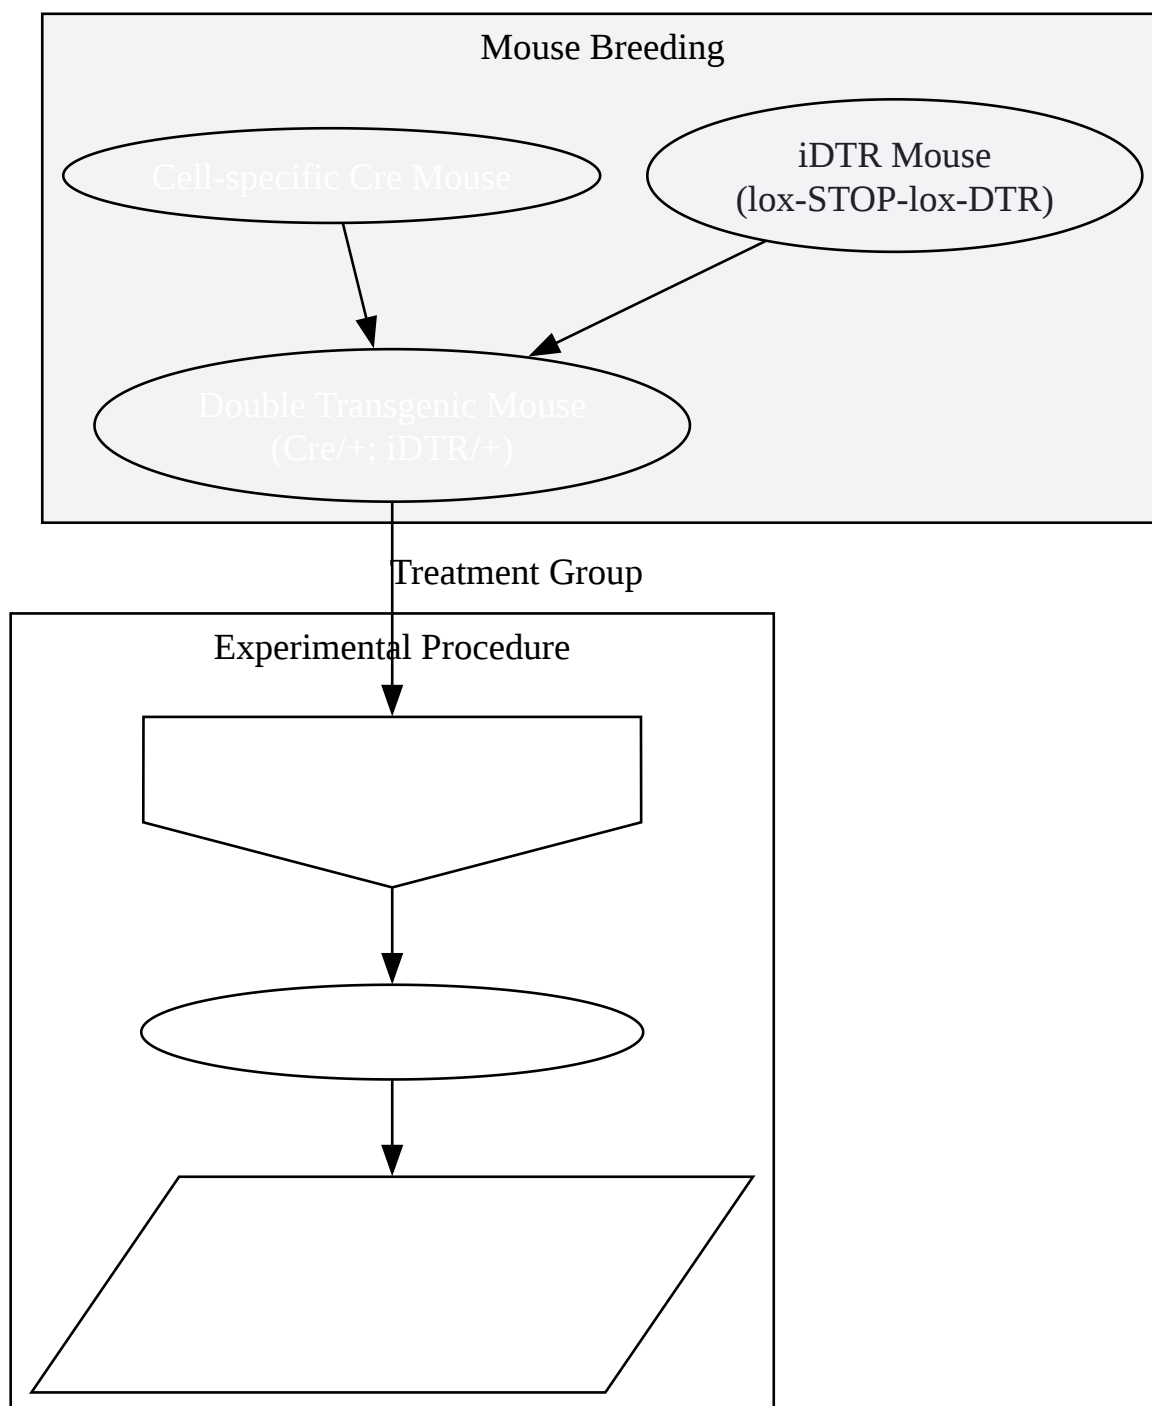 Mouse Breeding
Cell-specific Cre Mouse
iDTR Mouse
(lox-STOP-lox-DTR)
Double Transgenic Mouse
(Cre/+; iDTR/+)
Treatment Group
Experimental Procedure